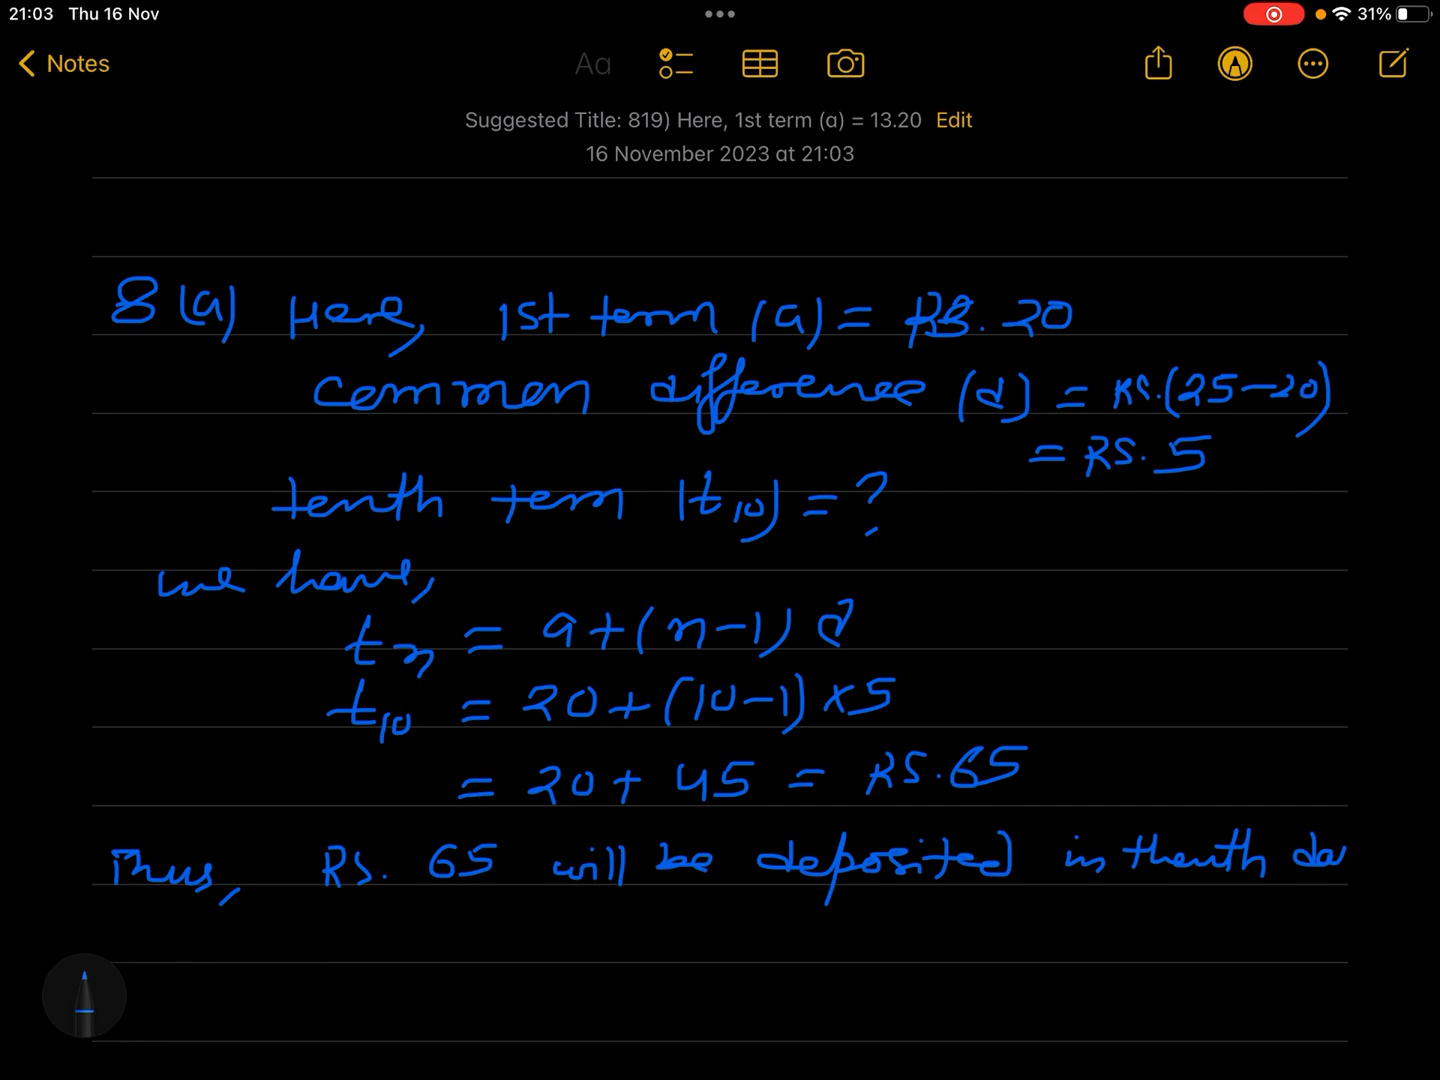 21:03 Thu 16 Nov
31%
Notes
Aa
Suggested Title: 819) Here, 1st term (a) = 13.20 Edit
16 November 2023 at 21:03
8 (a) Here, 1st term (a) = RS. 20
Common difference (d) = RS.(25-20)
= RS. 5
tenth term (t10) = ?
we have,
tn = a+(n-1) d
t10 = 20+(10-1) x5
= 20+ 45 = RS.65
Thus, RS. 65 will be deposited in thenth da